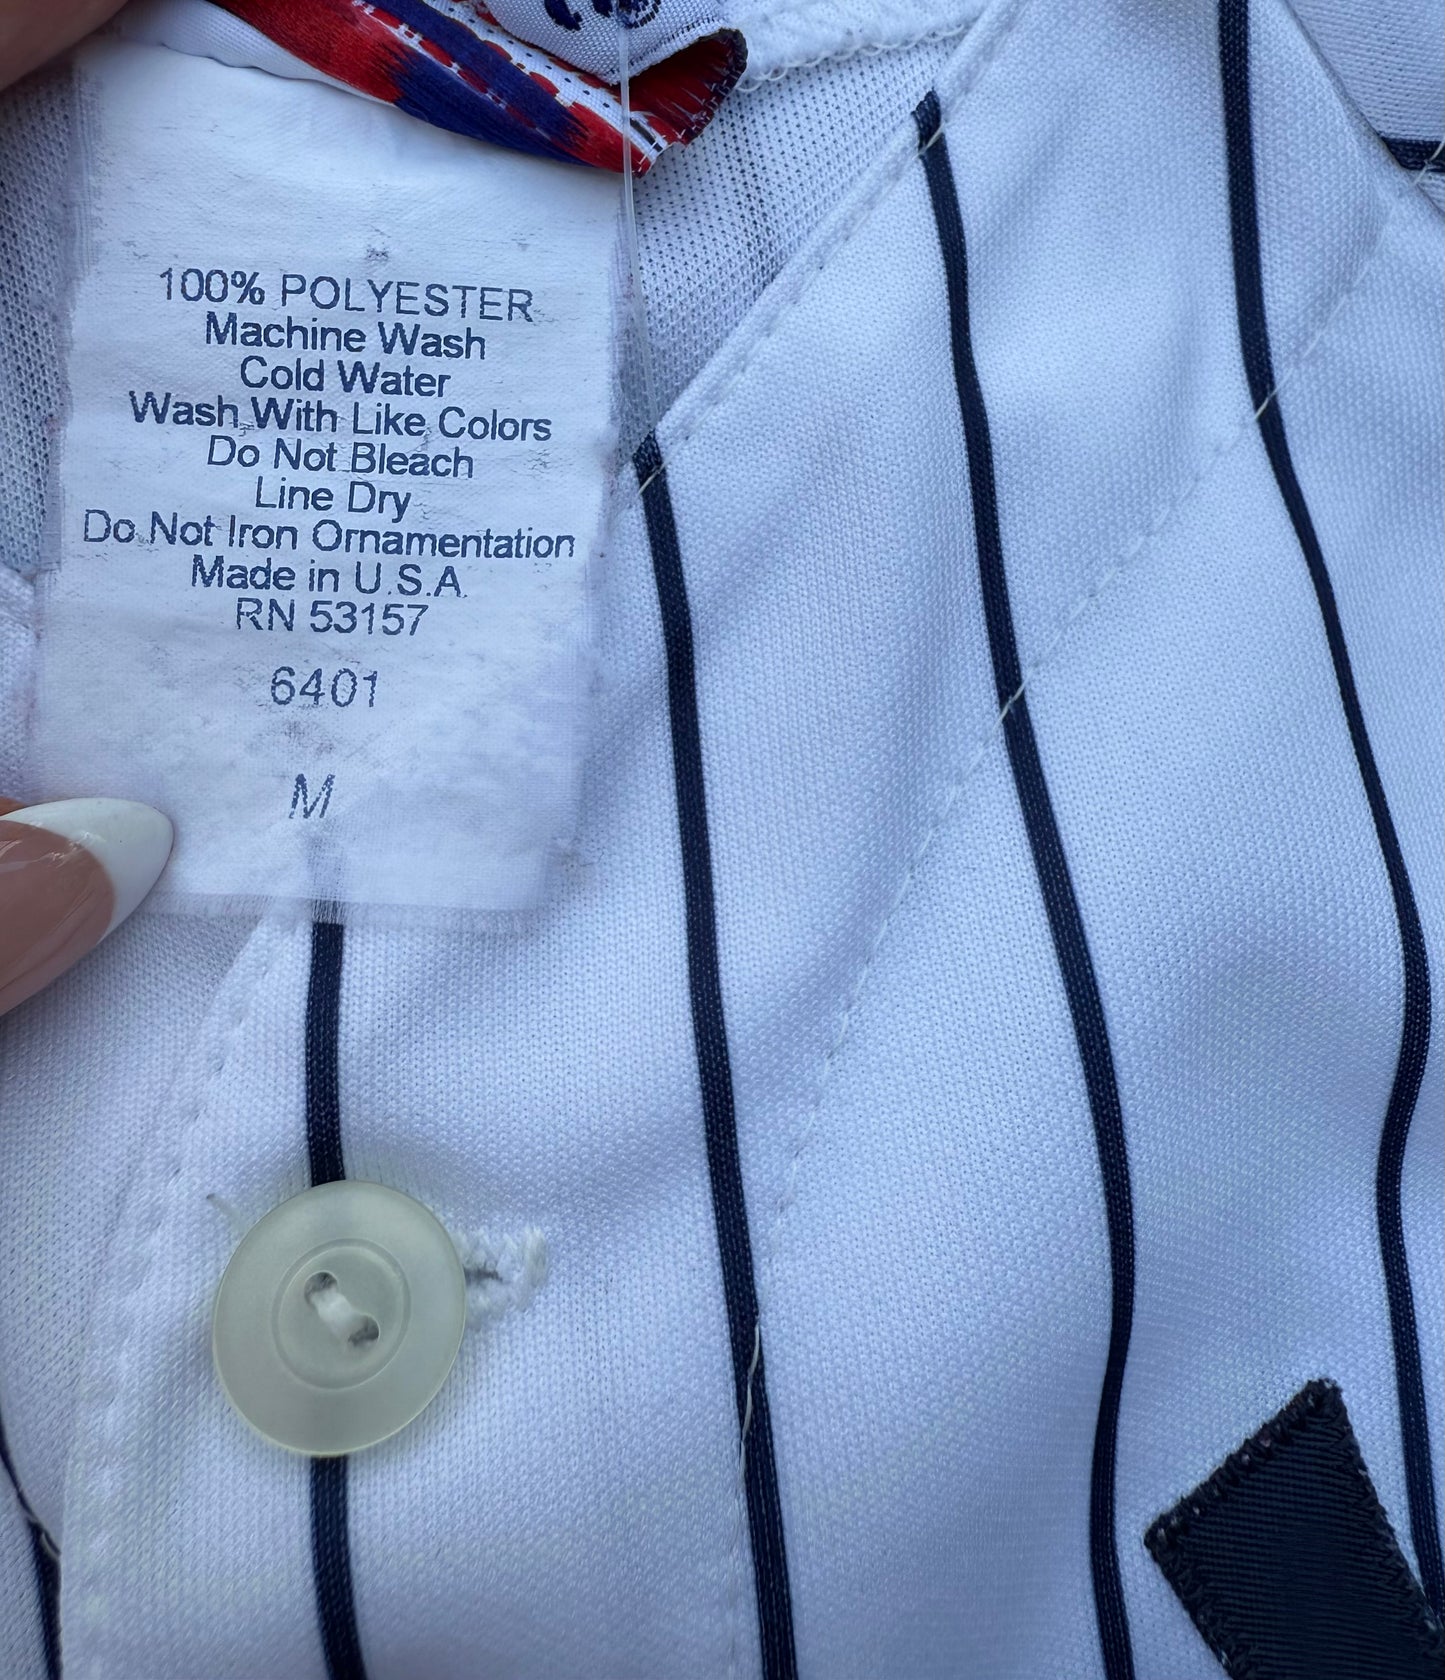 100% POLYESTER
Machine Wash
Cold Water
Wash With Like Colors
Do Not Bleach
Line Dry
Do Not Iron Ornamentation
Made in U.S.A.
RN 53157
6401
M